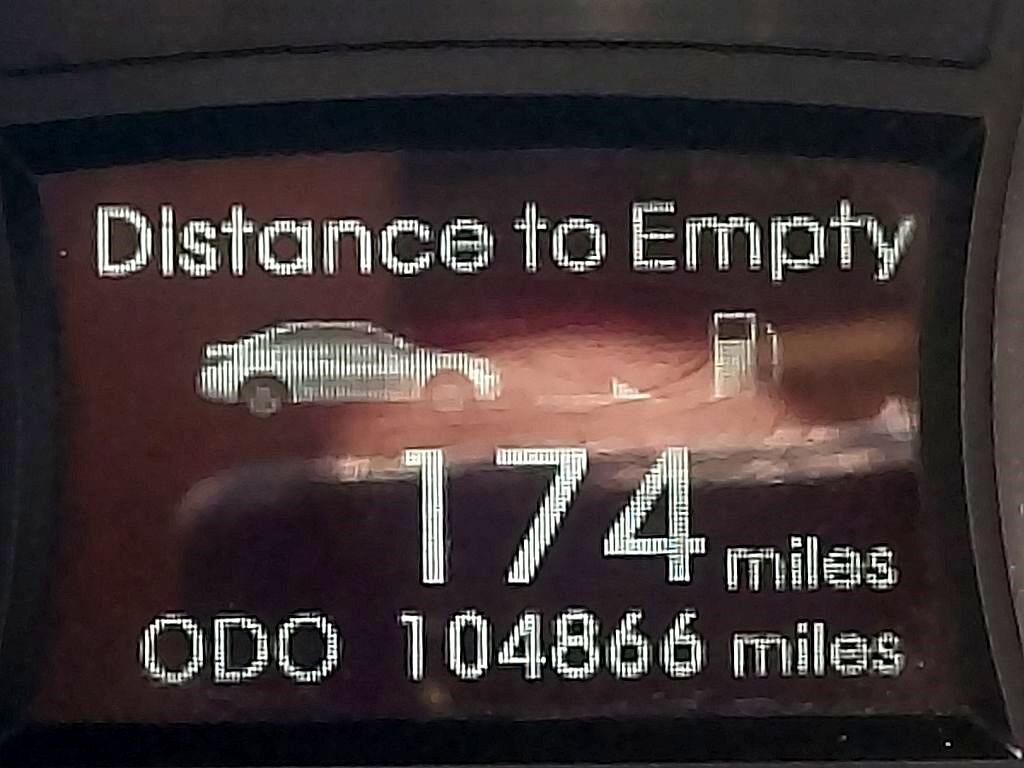 Distance to Empty
174 miles
ODO 104866 miles